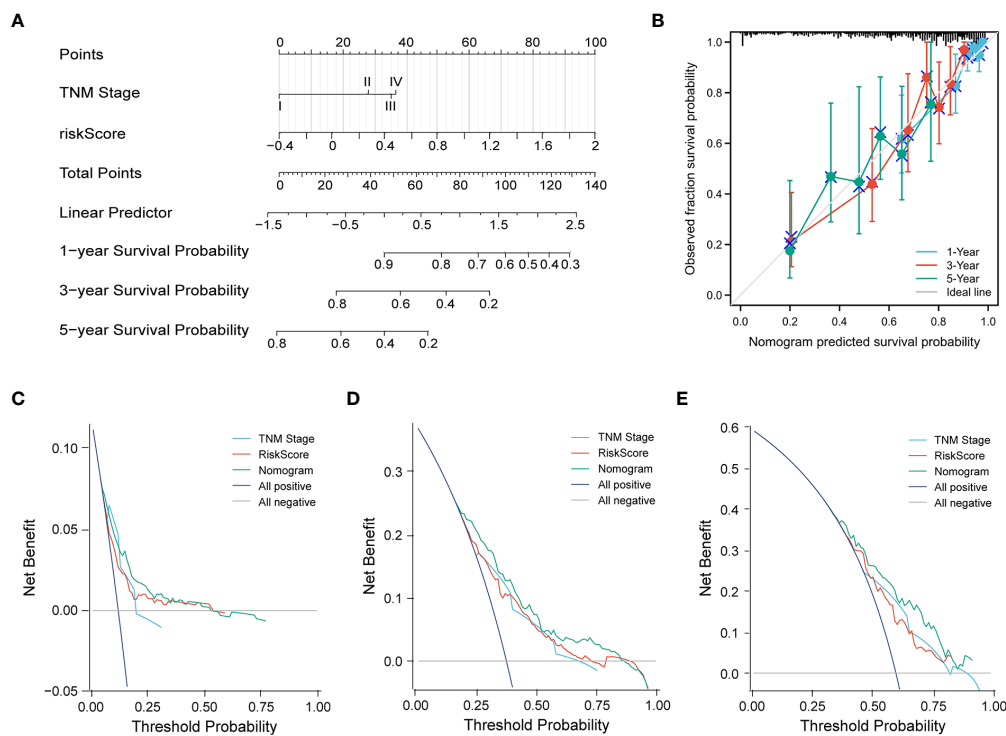 A
Points
0 20 40 60 80 100
TNM Stage
II IV
I III
riskScore
−0.4 0 0.4 0.8 1.2 1.6 2
Total Points
0 20 40 60 80 100 120 140
Linear Predictor
−1.5 −0.5 0.5 1.5 2.5
1−year Survival Probability
0.9 0.8 0.7 0.6 0.5 0.4 0.3
3−year Survival Probability
0.8 0.6 0.4 0.2
5−year Survival Probability
0.8 0.6 0.4 0.2
B
Observed fraction survival probability
1.0
0.8
0.6
0.4
0.2
0.0
1-Year
3-Year
5-Year
Ideal line
0.0 0.2 0.4 0.6 0.8 1.0
Nomogram predicted survival probability
C
Net Benefit
0.10
0.05
0.00
−0.05
TNM Stage
RiskScore
Nomogram
All positive
All negative
0.00 0.25 0.50 0.75 1.00
Threshold Probability
D
Net Benefit
0.3
0.2
0.1
0.0
TNM Stage
RiskScore
Nomogram
All positive
All negative
0.00 0.25 0.50 0.75 1.00
Threshold Probability
E
Net Benefit
0.6
0.5
0.4
0.3
0.2
0.1
0.0
TNM Stage
RiskScore
Nomogram
All positive
All negative
0.00 0.25 0.50 0.75 1.00
Threshold Probability